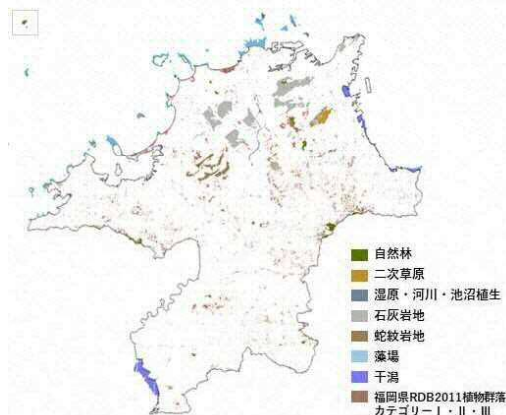 自然林
二次草原
湿原・河川・池沼植生
石灰岩地
蛇紋岩地
藻場
干潟
福岡県RDB2011植物群落
カテゴリーⅠ・Ⅱ・Ⅲ